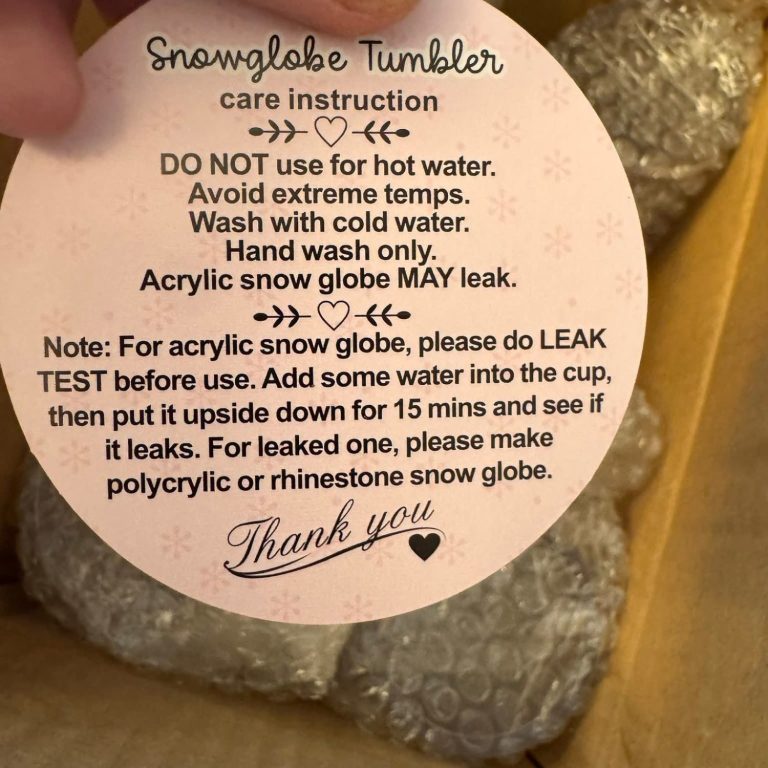 Snowglobe Tumbler
care instruction
DO NOT use for hot water.
Avoid extreme temps.
Wash with cold water.
Hand wash only.
Acrylic snow globe MAY leak.
Note: For acrylic snow globe, please do LEAK
TEST before use. Add some water into the cup,
then put it upside down for 15 mins and see if
it leaks. For leaked one, please make
polycrylic or rhinestone snow globe.
Thank you